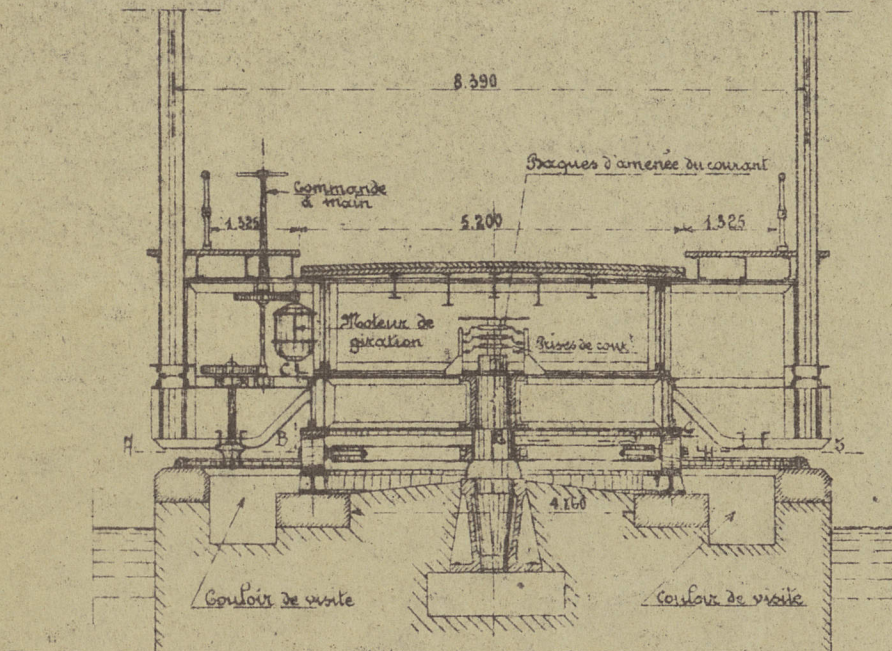 8.390
Bagues d'amenée du courant
Commande
à main
1.325
5.200
1.325
Moteur de
giration
Prises de cour^t
B
4.260
Couloir de visite
Couloir de visite